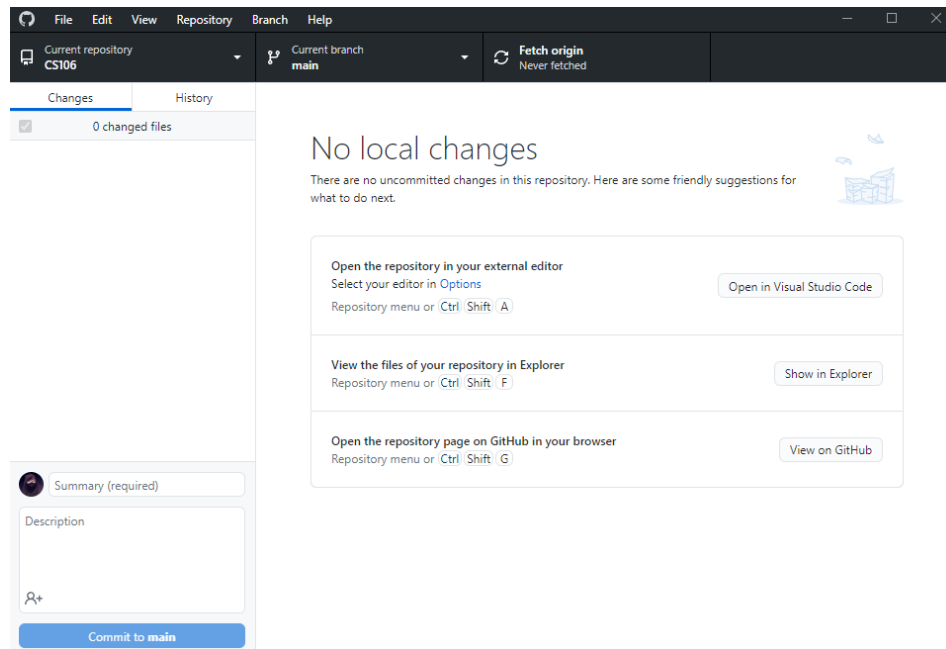 File Edit View Repository Branch Help
Current repository
CS106
Current branch
main
Fetch origin
Never fetched
Changes History
0 changed files
No local changes
There are no uncommitted changes in this repository. Here are some friendly suggestions for
what to do next.
Open the repository in your external editor
Select your editor in Options
Repository menu or Ctrl Shift A
Open in Visual Studio Code
View the files of your repository in Explorer
Repository menu or Ctrl Shift F
Show in Explorer
Open the repository page on GitHub in your browser
Repository menu or Ctrl Shift G
View on GitHub
Summary (required)
Description
Commit to main